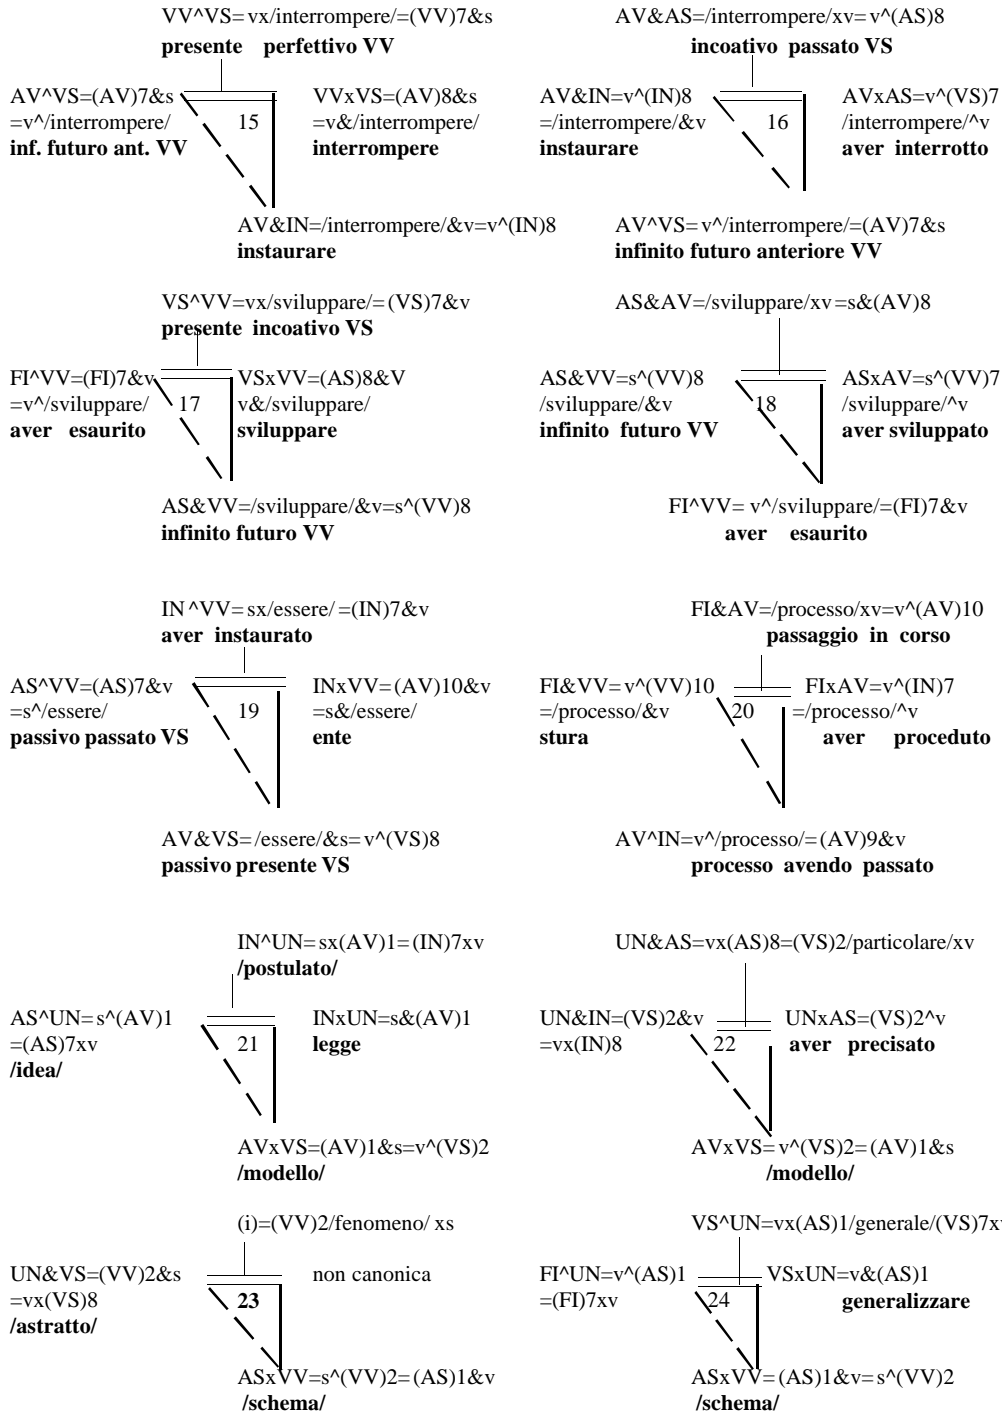 VV^VS=vx/interrompere/=(VV)7&s
presente perfettivo VV
AV^VS=(AV)7&s
=v^/interrompere/
inf. futuro ant. VV
15
VVxVS=(AV)8&s
=v&/interrompere/
interrompere
AV&IN=/interrompere/&v=v^(IN)8
instaurare
AV&AS=/interrompere/xv=v^(AS)8
incoativo passato VS
AV&IN=v^(IN)8
=/interrompere/&v
instaurare
16
AVxAS=v^(VS)7
/interrompere/^v
aver interrotto
AV^VS=v^/interrompere/=(AV)7&s
infinito futuro anteriore VV
VS^VV=vx/sviluppare/=(VS)7&v
presente incoativo VS
FI^VV=(FI)7&v
=v^/sviluppare/
aver esaurito
17
VSxVV=(AS)8&V
v&/sviluppare/
sviluppare
AS&VV=/sviluppare/&v=s^(VV)8
infinito futuro VV
AS&AV=/sviluppare/xv=s&(AV)8
AS&VV=s^(VV)8
/sviluppare/&v
infinito futuro VV
18
ASxAV=s^(VV)7
/sviluppare/^v
aver sviluppato
FI^VV=v^/sviluppare/=(FI)7&v
aver esaurito
IN^VV=sx/essere/=(IN)7&v
aver instaurato
AS^VV=(AS)7&v
=s^/essere/
passivo passato VS
19
INxVV=(AV)10&v
=s&/essere/
ente
AV&VS=/essere/&s=v^(VS)8
passivo presente VS
FI&AV=/processo/xv=v^(AV)10
passaggio in corso
FI&VV=v^(VV)10
=/processo/&v
stura
20
FIxAV=v^(IN)7
=/processo/^v
aver proceduto
AV^IN=v^/processo/=(AV)9&v
processo avendo passato
IN^UN=sx(AV)1=(IN)7xv
/postulato/
AS^UN=s^(AV)1
=(AS)7xv
/idea/
21
INxUN=s&(AV)1
legge
AVxVS=(AV)1&s=v^(VS)2
/modello/
UN&AS=vx(AS)8=(VS)2/particolare/xv
UN&IN=(VS)2&v
=vx(IN)8
22
UNxAS=(VS)2^v
aver precisato
AVxVS=v^(VS)2=(AV)1&s
/modello/
(i)=(VV)2/fenomeno/ xs
UN&VS=(VV)2&s
=vx(VS)8
/astratto/
23
non canonica
ASxVV=s^(VV)2=(AS)1&v
/schema/
VS^UN=vx(AS)1/generale/(VS)7xv
FI^UN=v^(AS)1
=(FI)7xv
24
VSxUN=v&(AS)1
generalizzare
ASxVV=(AS)1&v=s^(VV)2
/schema/